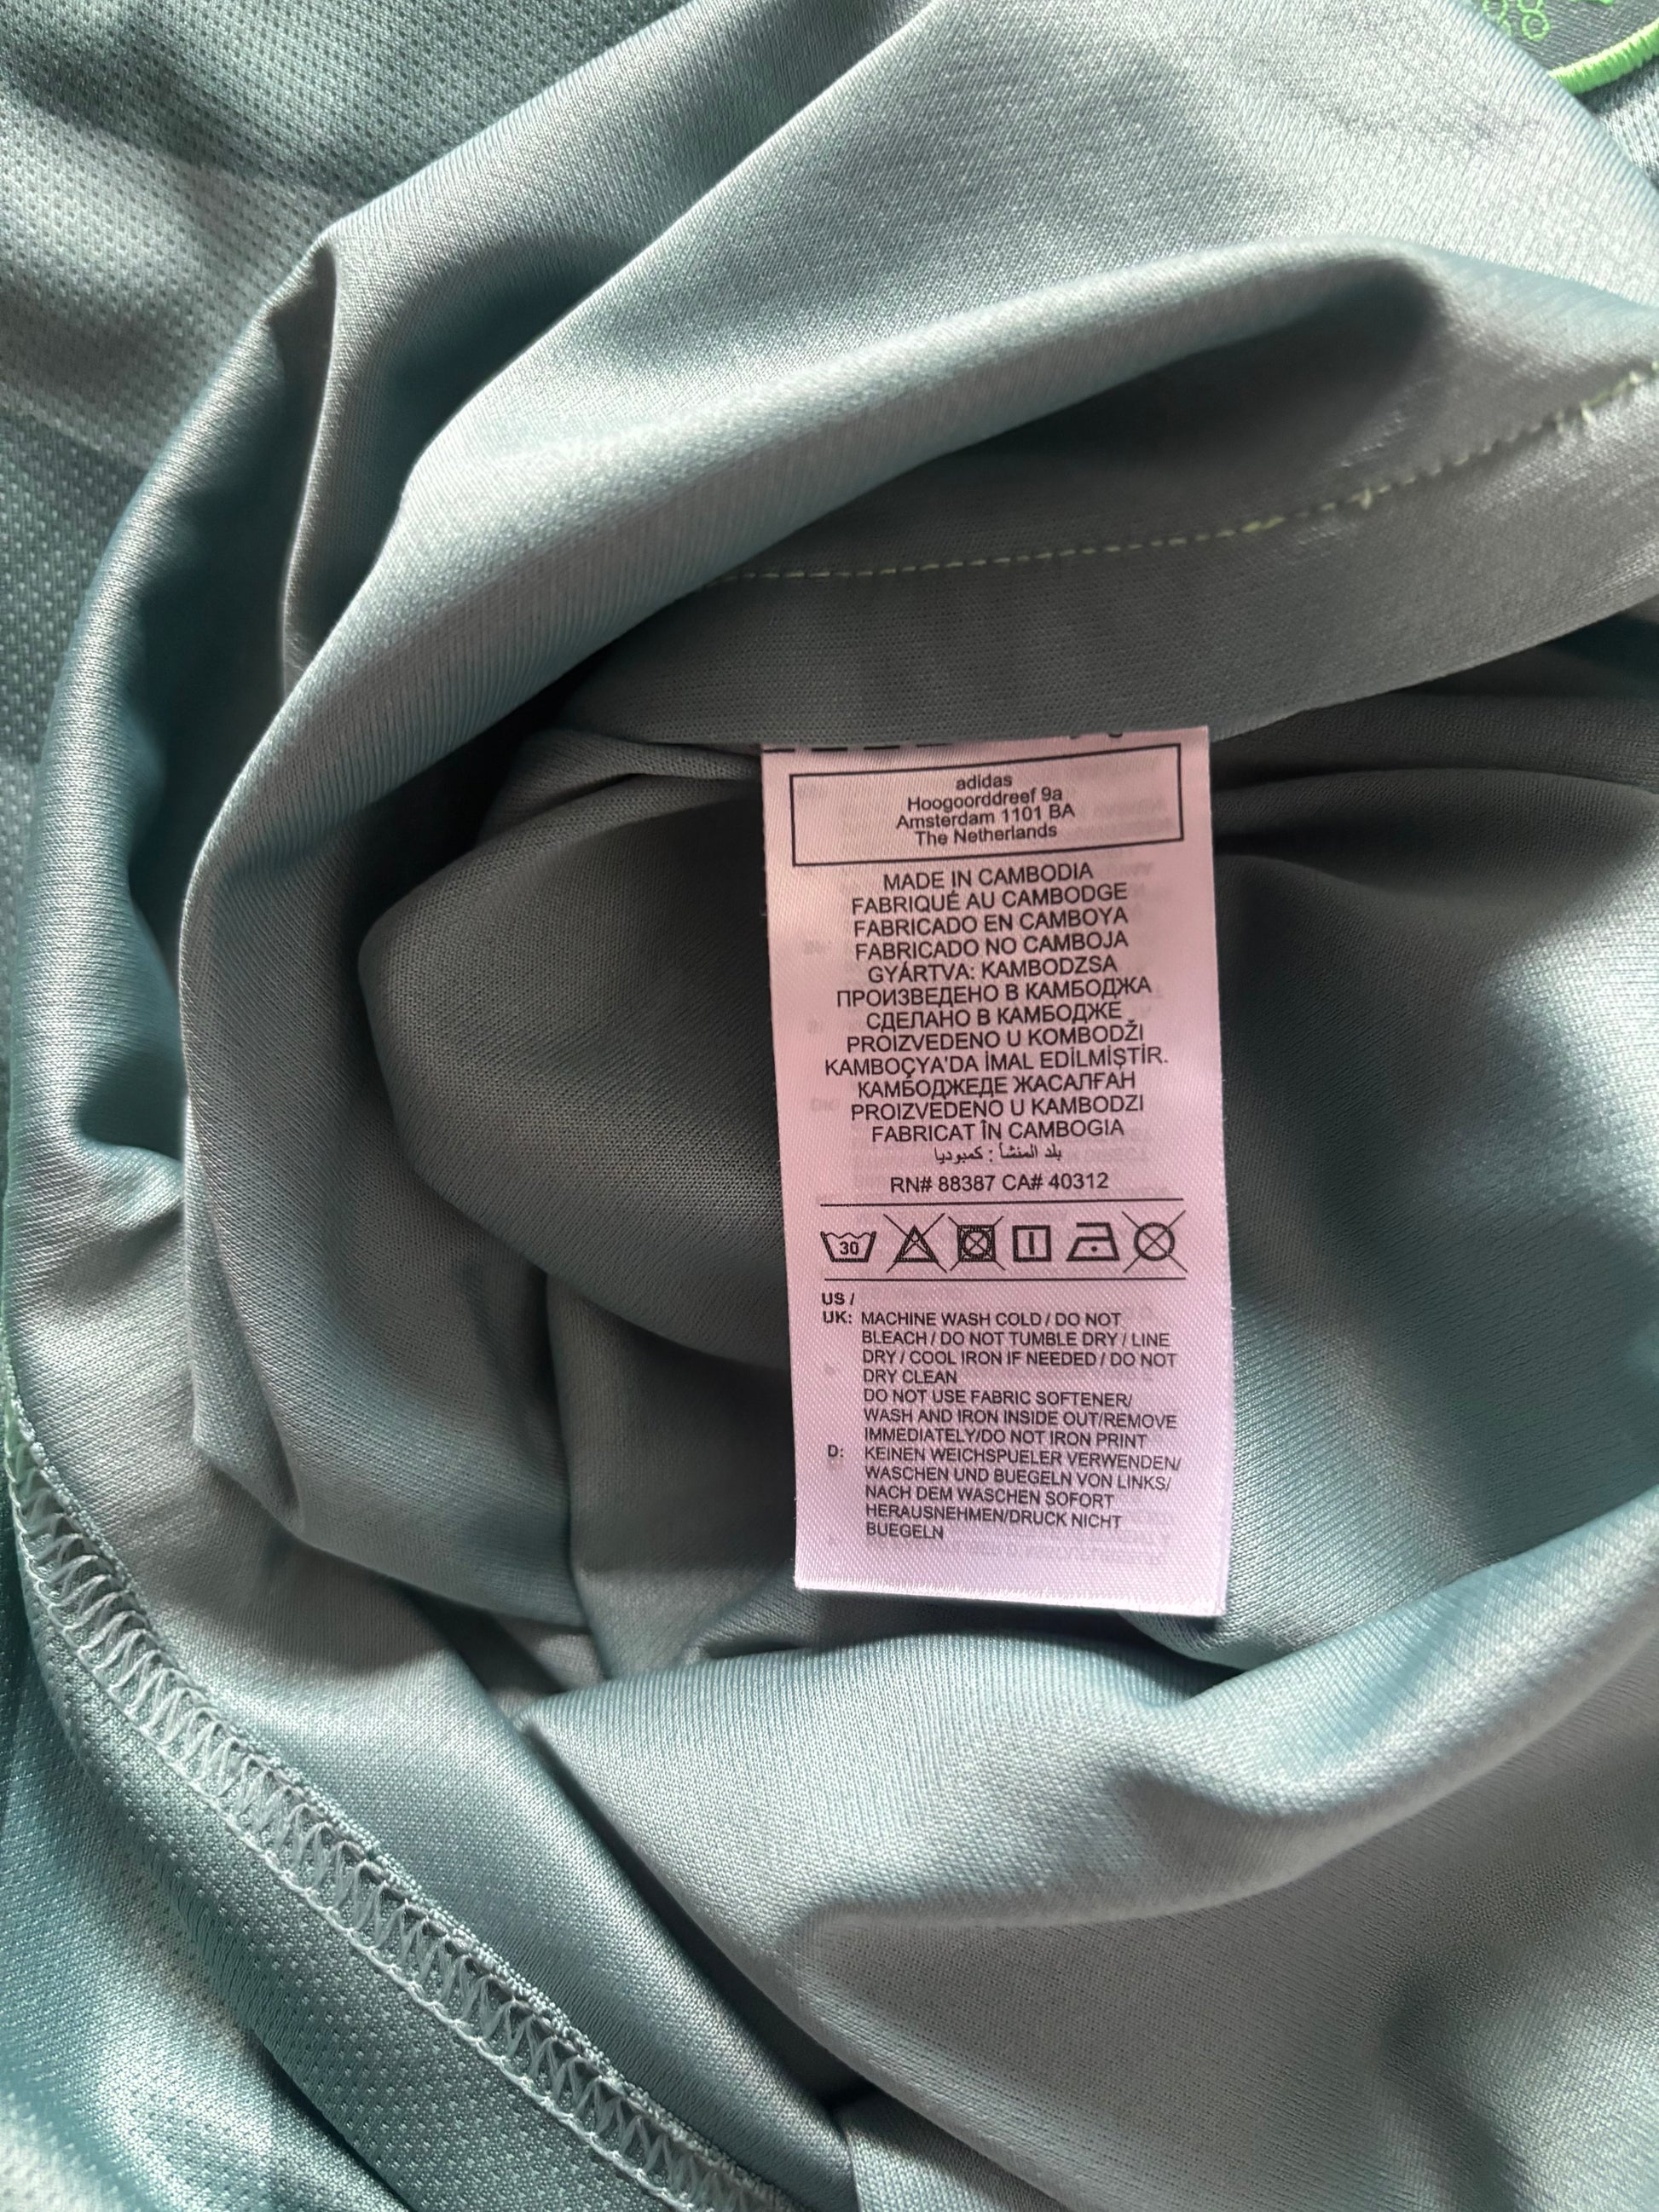 adidas
Hoogoorddreef 9a
Amsterdam 1101 BA
The Netherlands
MADE IN CAMBODIA
FABRIQUÉ AU CAMBODGE
FABRICADO EN CAMBOYA
FABRICADO NO CAMBOJA
GYÁRTVA: KAMBODZSA
ПРОИЗВЕДЕНО В КАМБОДЖА
СДЕЛАНО В КАМБОДЖЕ
PROIZVEDENO U KOMBODŽI
KAMBOÇYA'DA İMAL EDİLMİŞTİR.
КАМБОДЖЕДЕ ЖАСАЛҒАН
PROIZVEDENO U KAMBODZI
FABRICAT ÎN CAMBOGIA
بلد المنشأ : كمبوديا
RN# 88387 CA# 40312
30
US /
UK: MACHINE WASH COLD / DO NOT
BLEACH / DO NOT TUMBLE DRY / LINE
DRY / COOL IRON IF NEEDED / DO NOT
DRY CLEAN
DO NOT USE FABRIC SOFTENER/
WASH AND IRON INSIDE OUT/REMOVE
IMMEDIATELY/DO NOT IRON PRINT
D: KEINEN WEICHSPUELER VERWENDEN/
WASCHEN UND BUEGELN VON LINKS/
NACH DEM WASCHEN SOFORT
HERAUSNEHMEN/DRUCK NICHT
BUEGELN